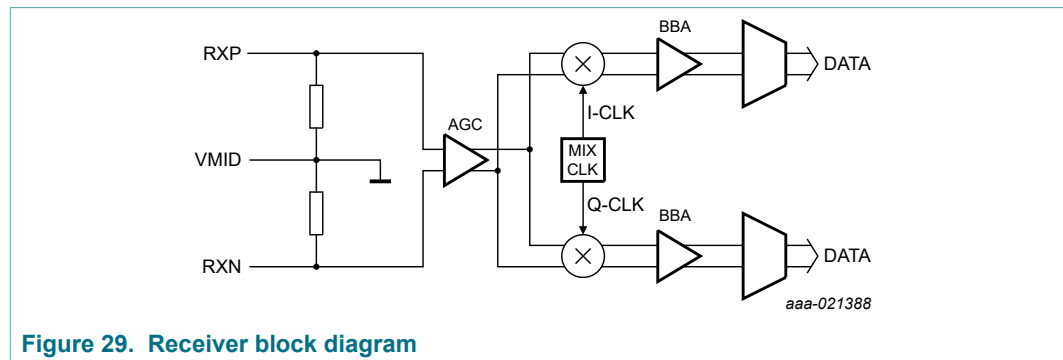 RXP
VMID
RXN
AGC
BBA
DATA
I-CLK
MIX
CLK
Q-CLK
BBA
DATA
aaa-021388
Figure 29. Receiver block diagram